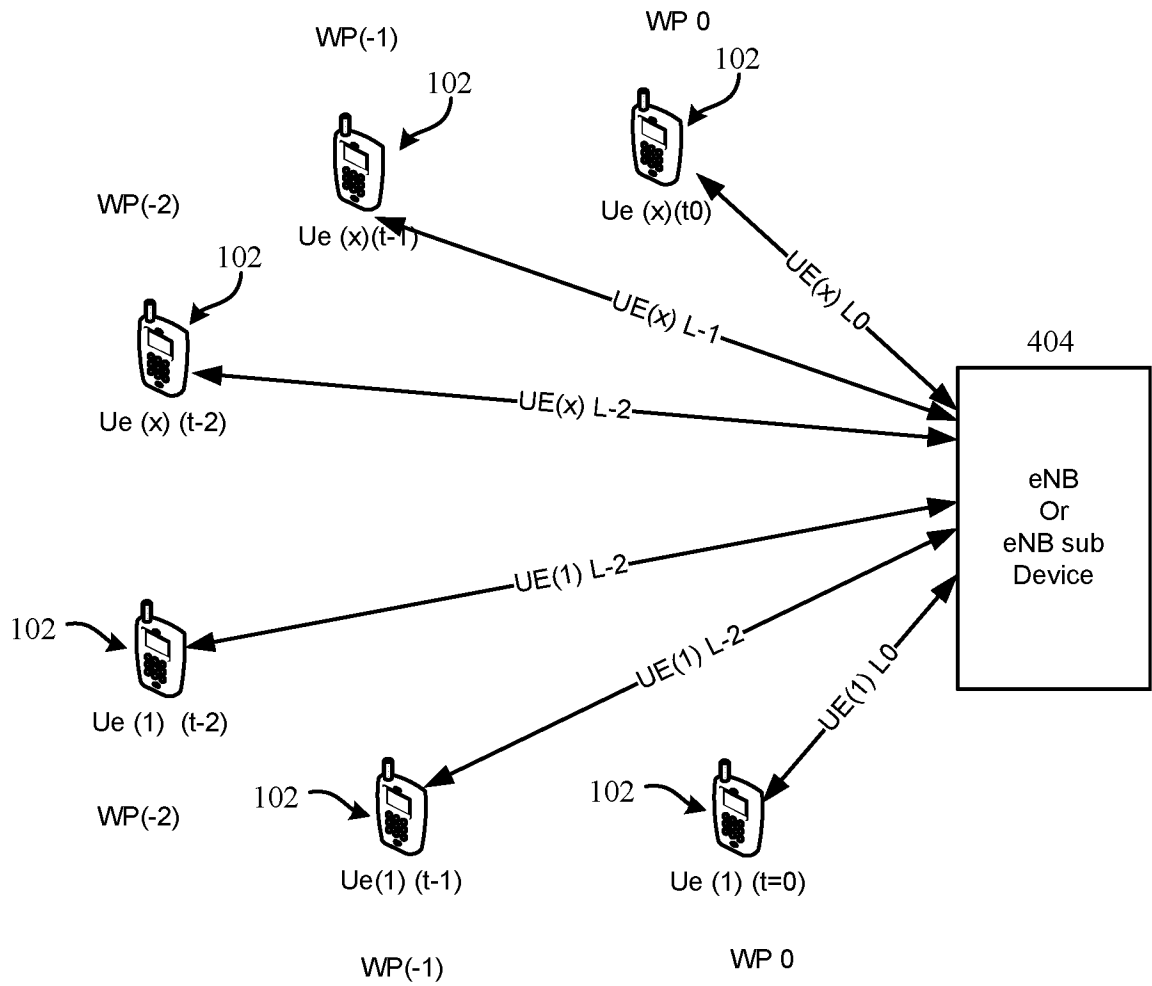 WP 0
WP(-1)
102
102
Ue (x)(t0)
WP(-2)
Ue (x)(t-1)
102
UE(x) L0
UE(x) L-1
404
UE(x) L-2
Ue (x) (t-2)
eNB
Or
eNB sub
Device
UE(1) L-2
102
UE(1) L-2
UE(1) L0
Ue (1) (t-2)
102
102
WP(-2)
Ue(1) (t-1)
Ue (1) (t=0)
WP(-1)
WP 0